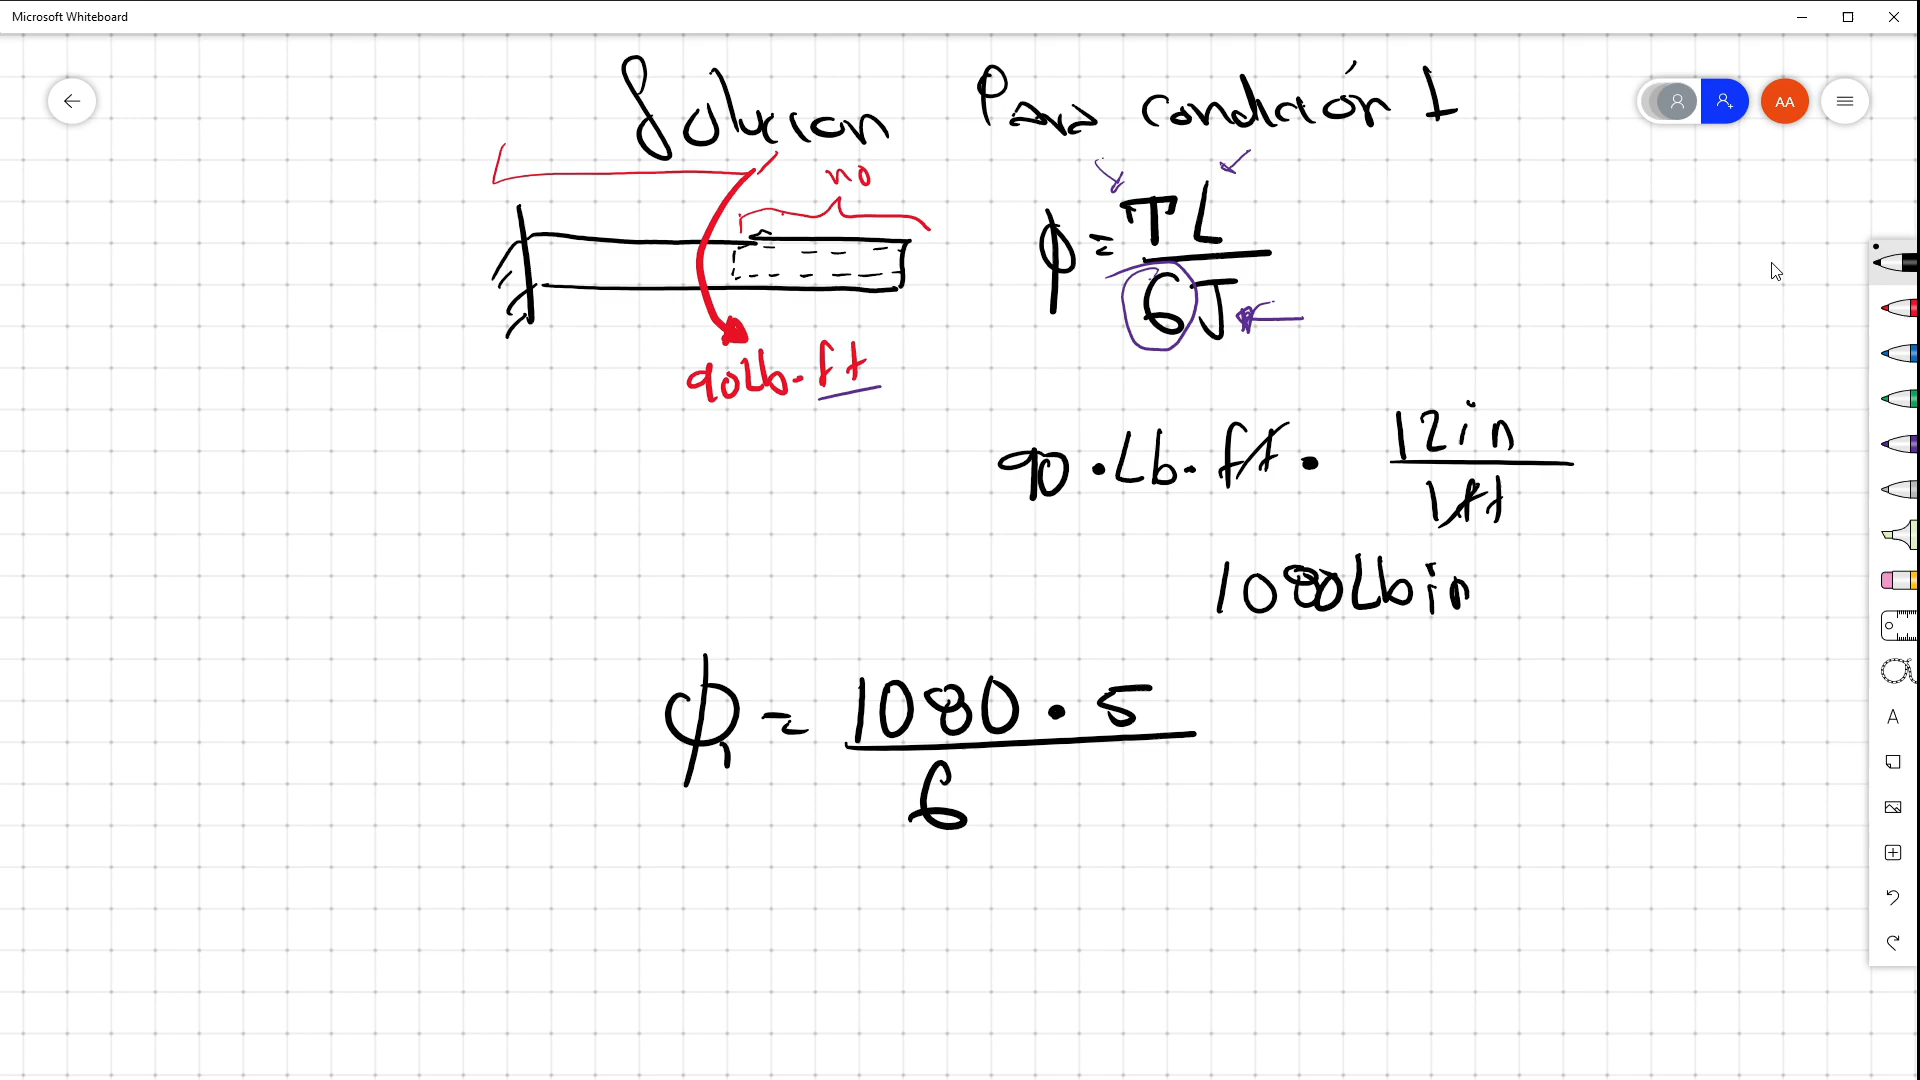 Microsoft Whiteboard
Solucion Para condición 1
AA
no
ϕ = TL / GJ
90Lb·ft
90·Lb·ft · 12in / 1ft
1080Lbin
ϕ1 = 1080 · 5 / G
A